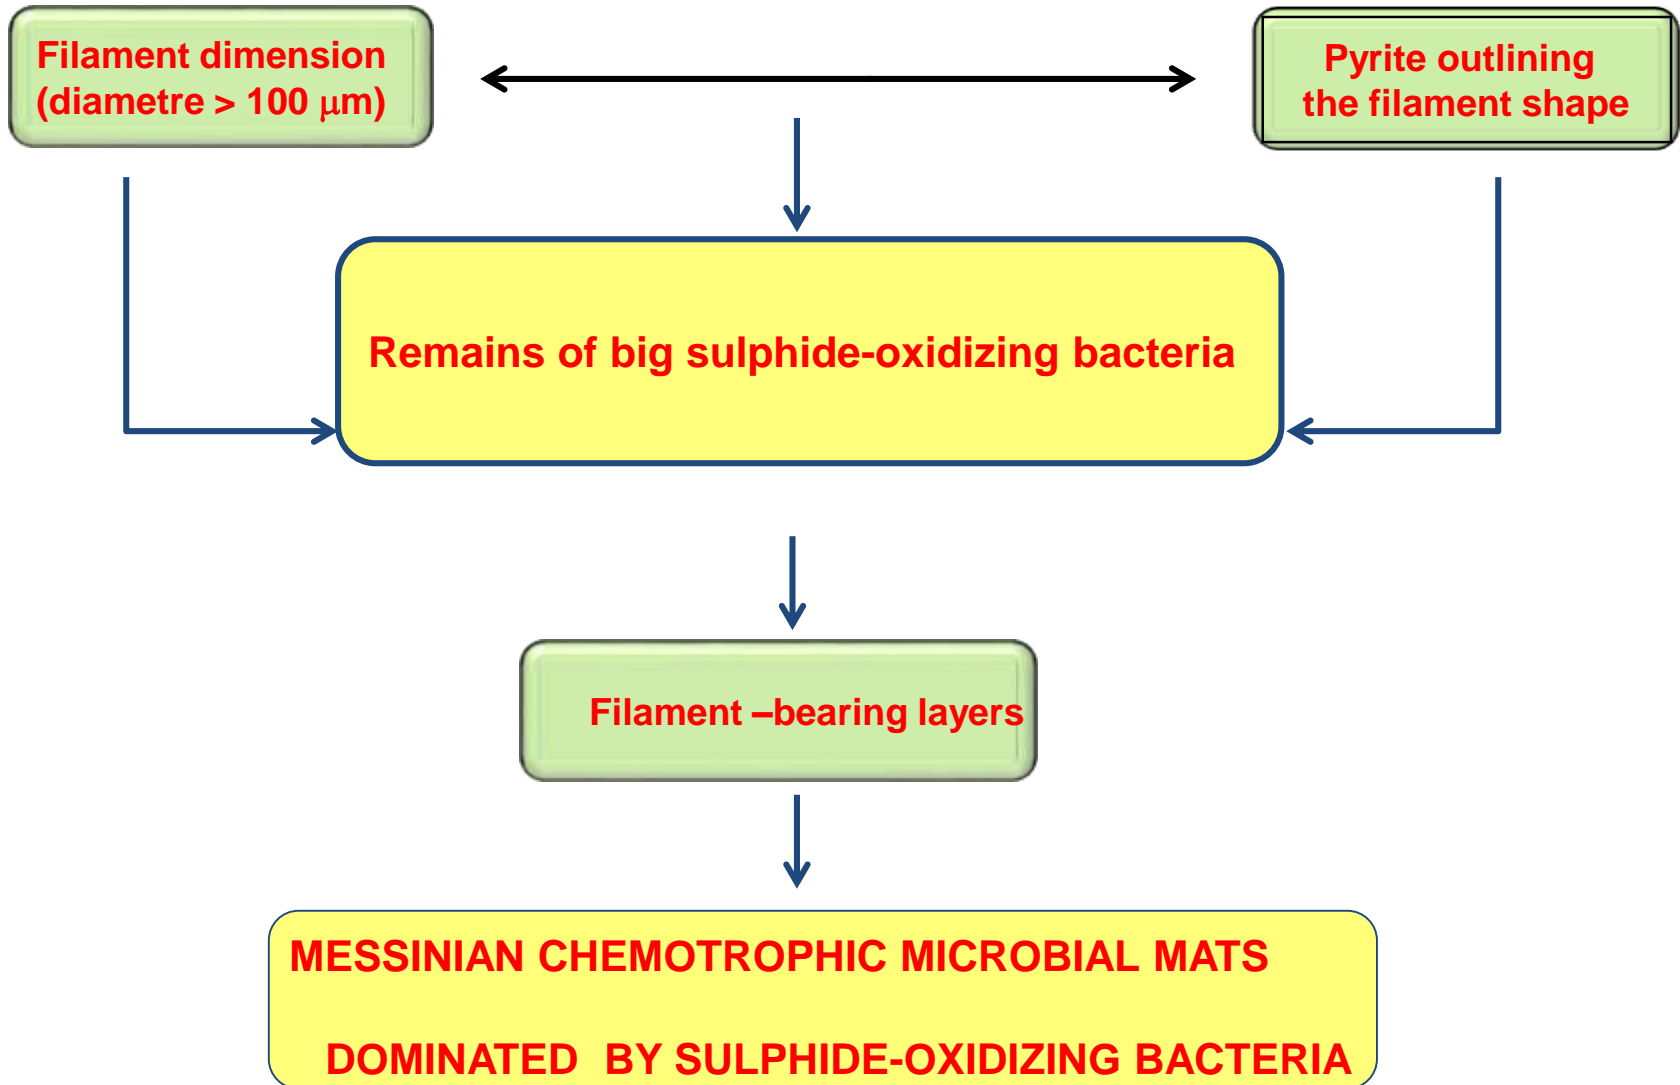 Filament dimension
(diametre > 100 μm)
Pyrite outlining
the filament shape
Remains of big sulphide-oxidizing bacteria
Filament –bearing layers
MESSINIAN CHEMOTROPHIC MICROBIAL MATS
DOMINATED BY SULPHIDE-OXIDIZING BACTERIA